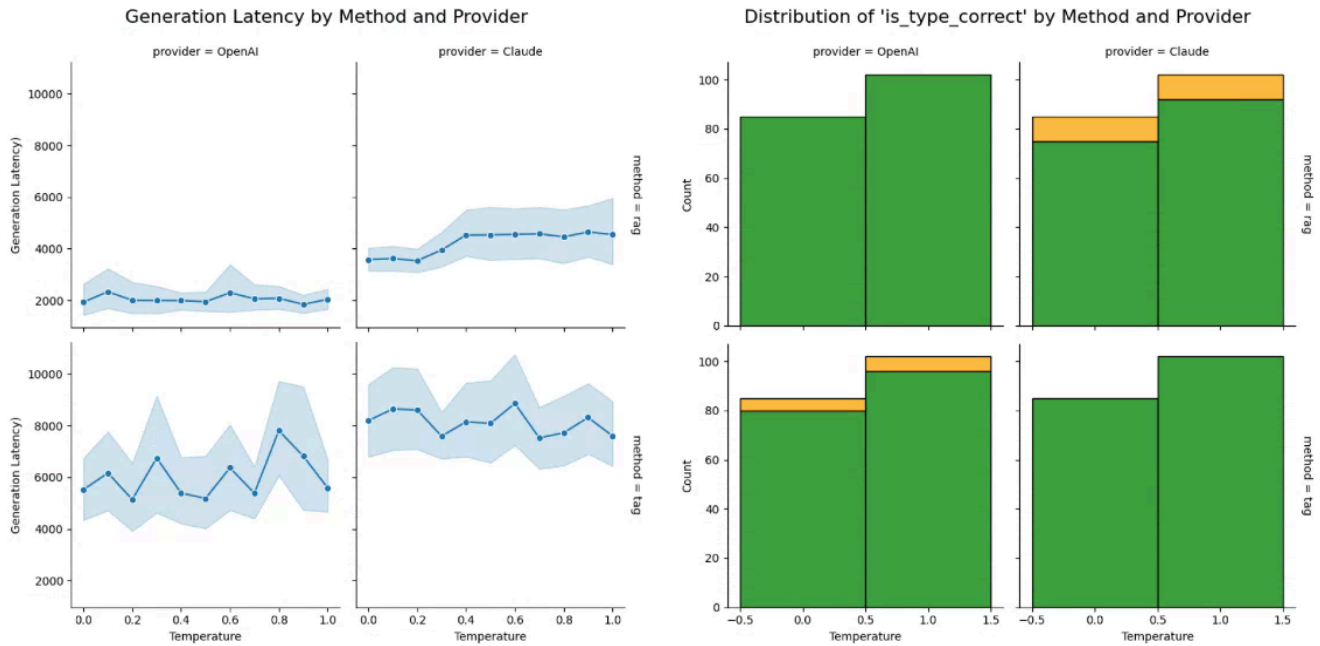 Generation Latency by Method and Provider
provider = OpenAI
provider = Claude
10000
8000
6000
4000
2000
Generation Latency)
method = rag
10000
8000
6000
4000
2000
Generation Latency)
method = tag
0.0 0.2 0.4 0.6 0.8 1.0
Temperature
0.0 0.2 0.4 0.6 0.8 1.0
Temperature
Distribution of 'is_type_correct' by Method and Provider
provider = OpenAI
provider = Claude
100
80
60
40
20
0
Count
method = rag
100
80
60
40
20
0
Count
method = tag
−0.5 0.0 0.5 1.0 1.5
Temperature
−0.5 0.0 0.5 1.0 1.5
Temperature